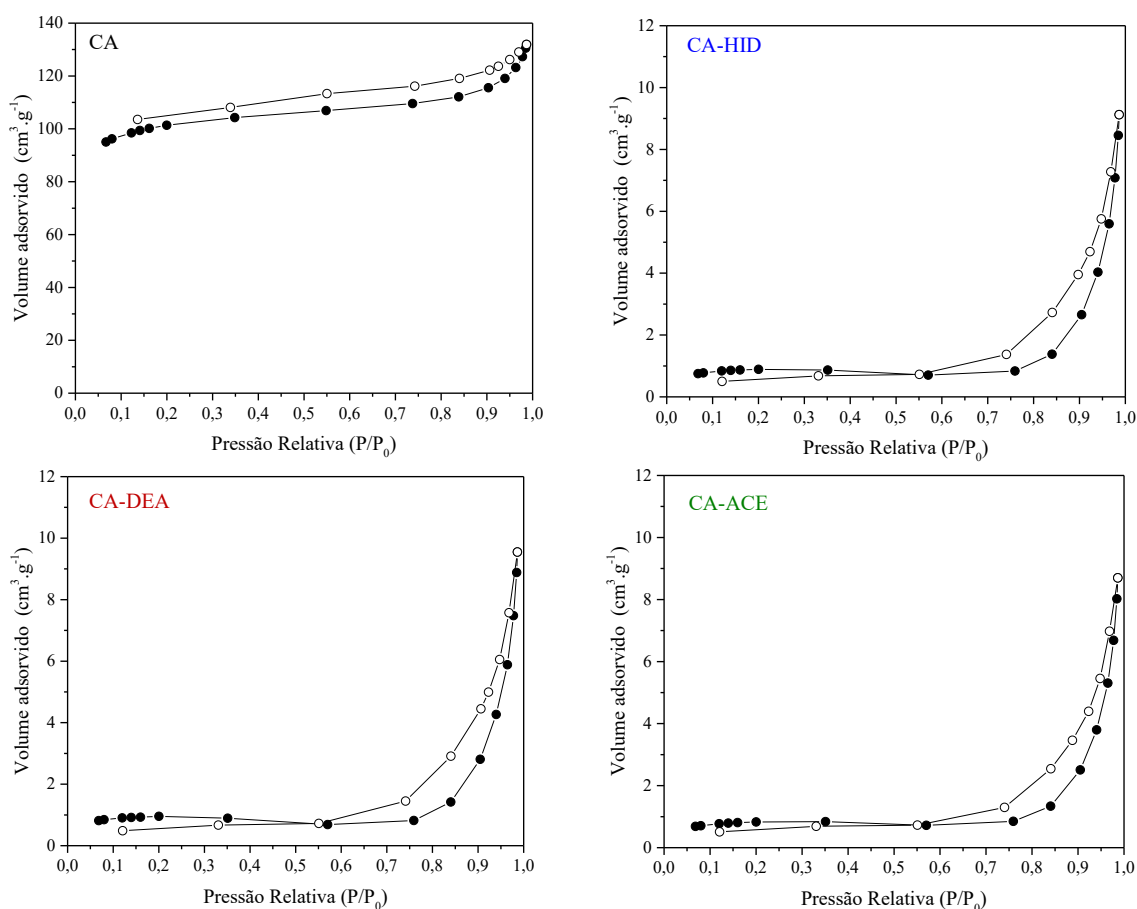 CA
Volume adsorvido (cm³.g⁻¹)
140
120
100
80
60
40
20
0
0,0 0,1 0,2 0,3 0,4 0,5 0,6 0,7 0,8 0,9 1,0
Pressão Relativa (P/P₀)
CA-HID
Volume adsorvido (cm³.g⁻¹)
12
10
8
6
4
2
0
0,0 0,1 0,2 0,3 0,4 0,5 0,6 0,7 0,8 0,9 1,0
Pressão Relativa (P/P₀)
CA-DEA
Volume adsorvido (cm³.g⁻¹)
12
10
8
6
4
2
0
0,0 0,1 0,2 0,3 0,4 0,5 0,6 0,7 0,8 0,9 1,0
Pressão Relativa (P/P₀)
CA-ACE
Volume adsorvido (cm³.g⁻¹)
12
10
8
6
4
2
0
0,0 0,1 0,2 0,3 0,4 0,5 0,6 0,7 0,8 0,9 1,0
Pressão Relativa (P/P₀)